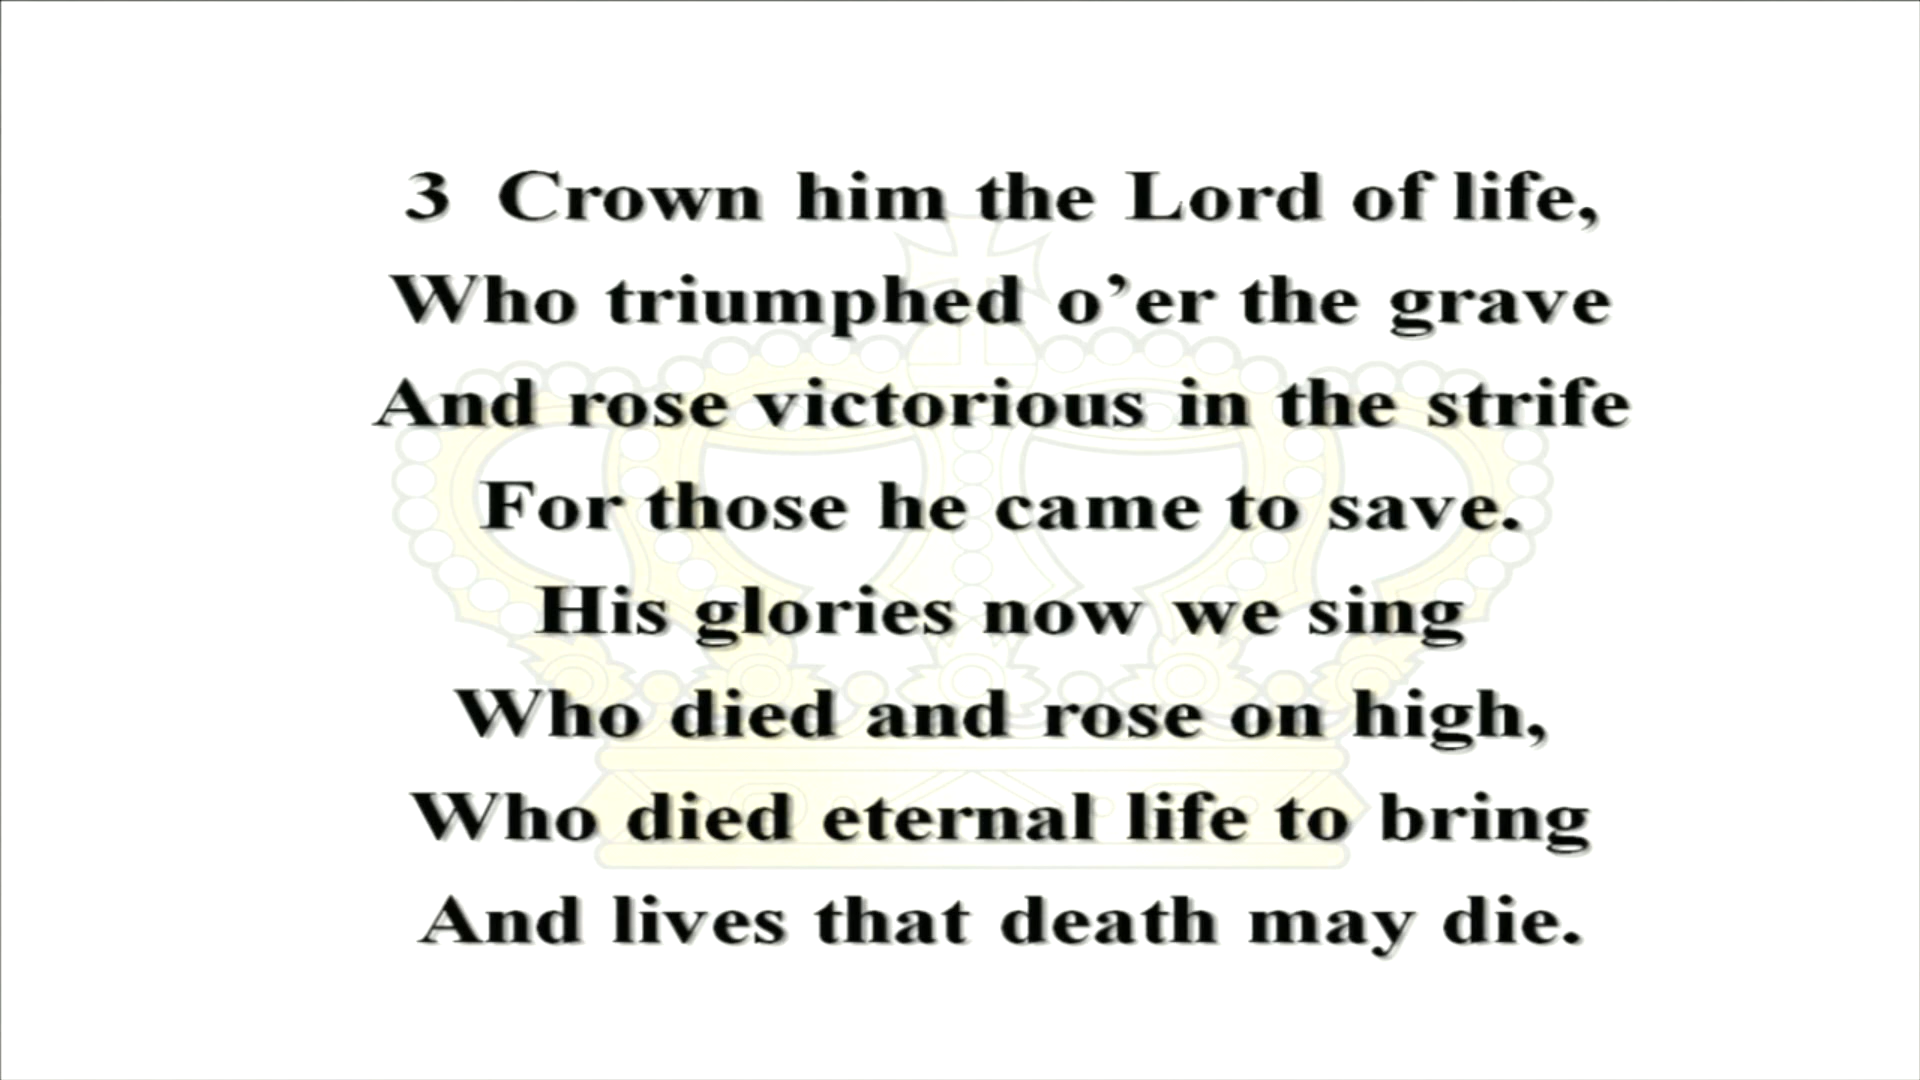 3 Crown him the Lord of life,
Who triumphed o’er the grave
And rose victorious in the strife
For those he came to save.
His glories now we sing
Who died and rose on high,
Who died eternal life to bring
And lives that death may die.